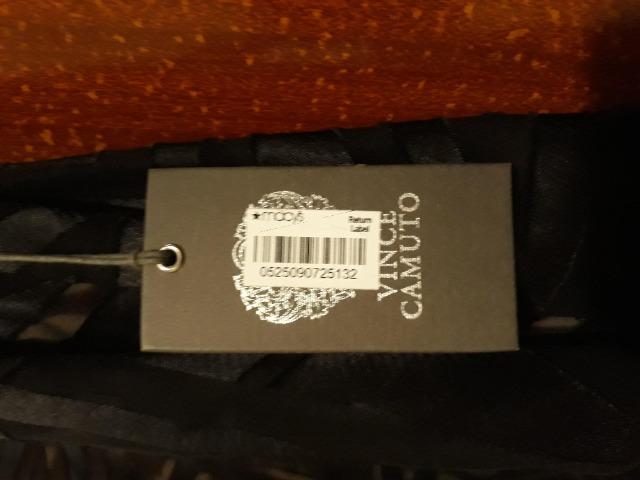 ★macy's
Return
Label
0525090725132
VINCE
CAMUTO